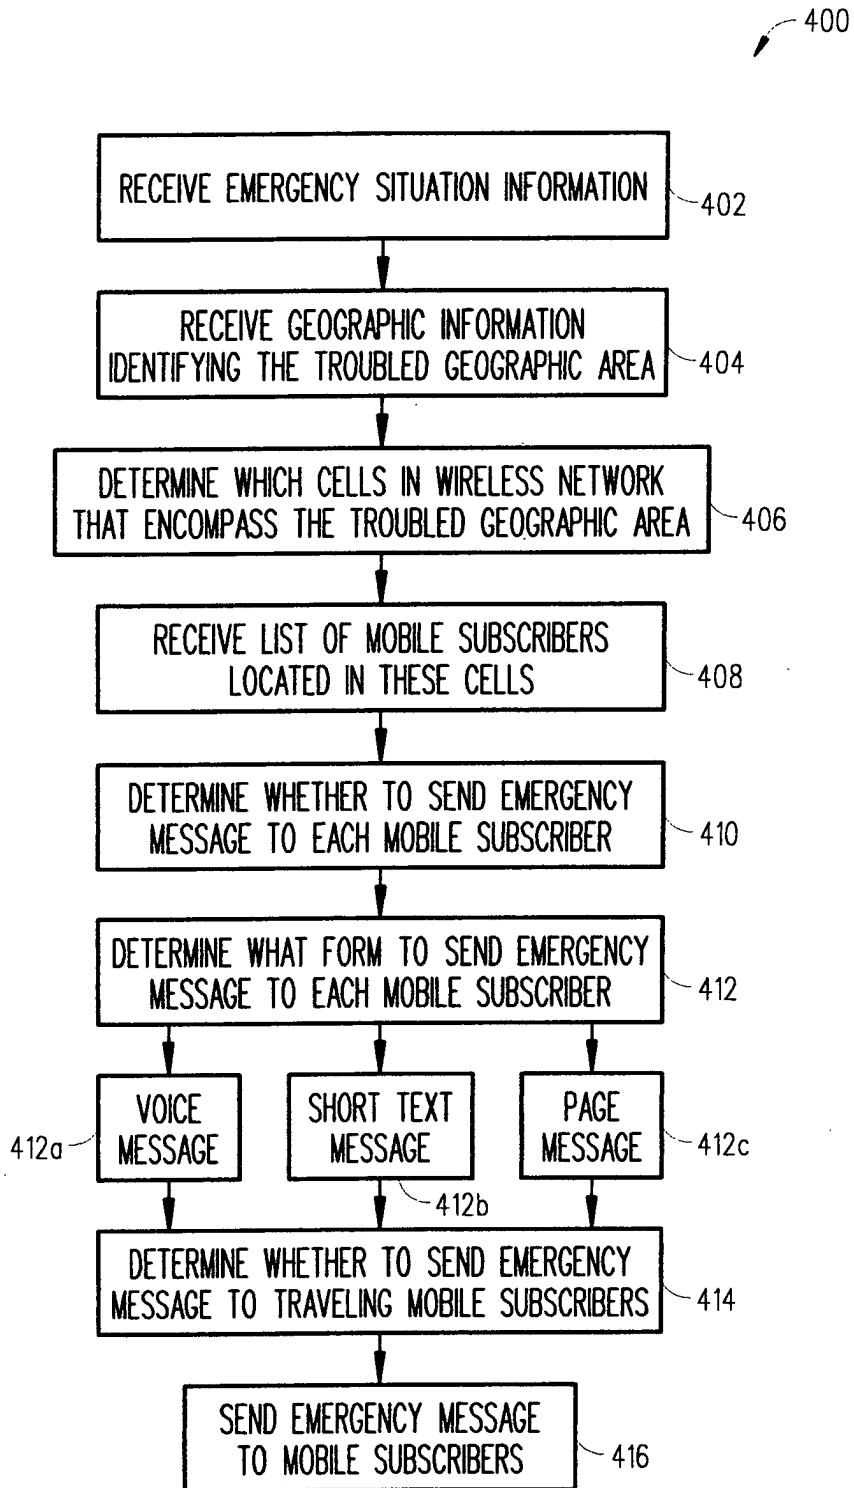 400
RECEIVE EMERGENCY SITUATION INFORMATION
402
RECEIVE GEOGRAPHIC INFORMATION
IDENTIFYING THE TROUBLED GEOGRAPHIC AREA
404
DETERMINE WHICH CELLS IN WIRELESS NETWORK
THAT ENCOMPASS THE TROUBLED GEOGRAPHIC AREA
406
RECEIVE LIST OF MOBILE SUBSCRIBERS
LOCATED IN THESE CELLS
408
DETERMINE WHETHER TO SEND EMERGENCY
MESSAGE TO EACH MOBILE SUBSCRIBER
410
DETERMINE WHAT FORM TO SEND EMERGENCY
MESSAGE TO EACH MOBILE SUBSCRIBER
412
VOICE
MESSAGE
412a
SHORT TEXT
MESSAGE
412b
PAGE
MESSAGE
412c
DETERMINE WHETHER TO SEND EMERGENCY
MESSAGE TO TRAVELING MOBILE SUBSCRIBERS
414
SEND EMERGENCY MESSAGE
TO MOBILE SUBSCRIBERS
416